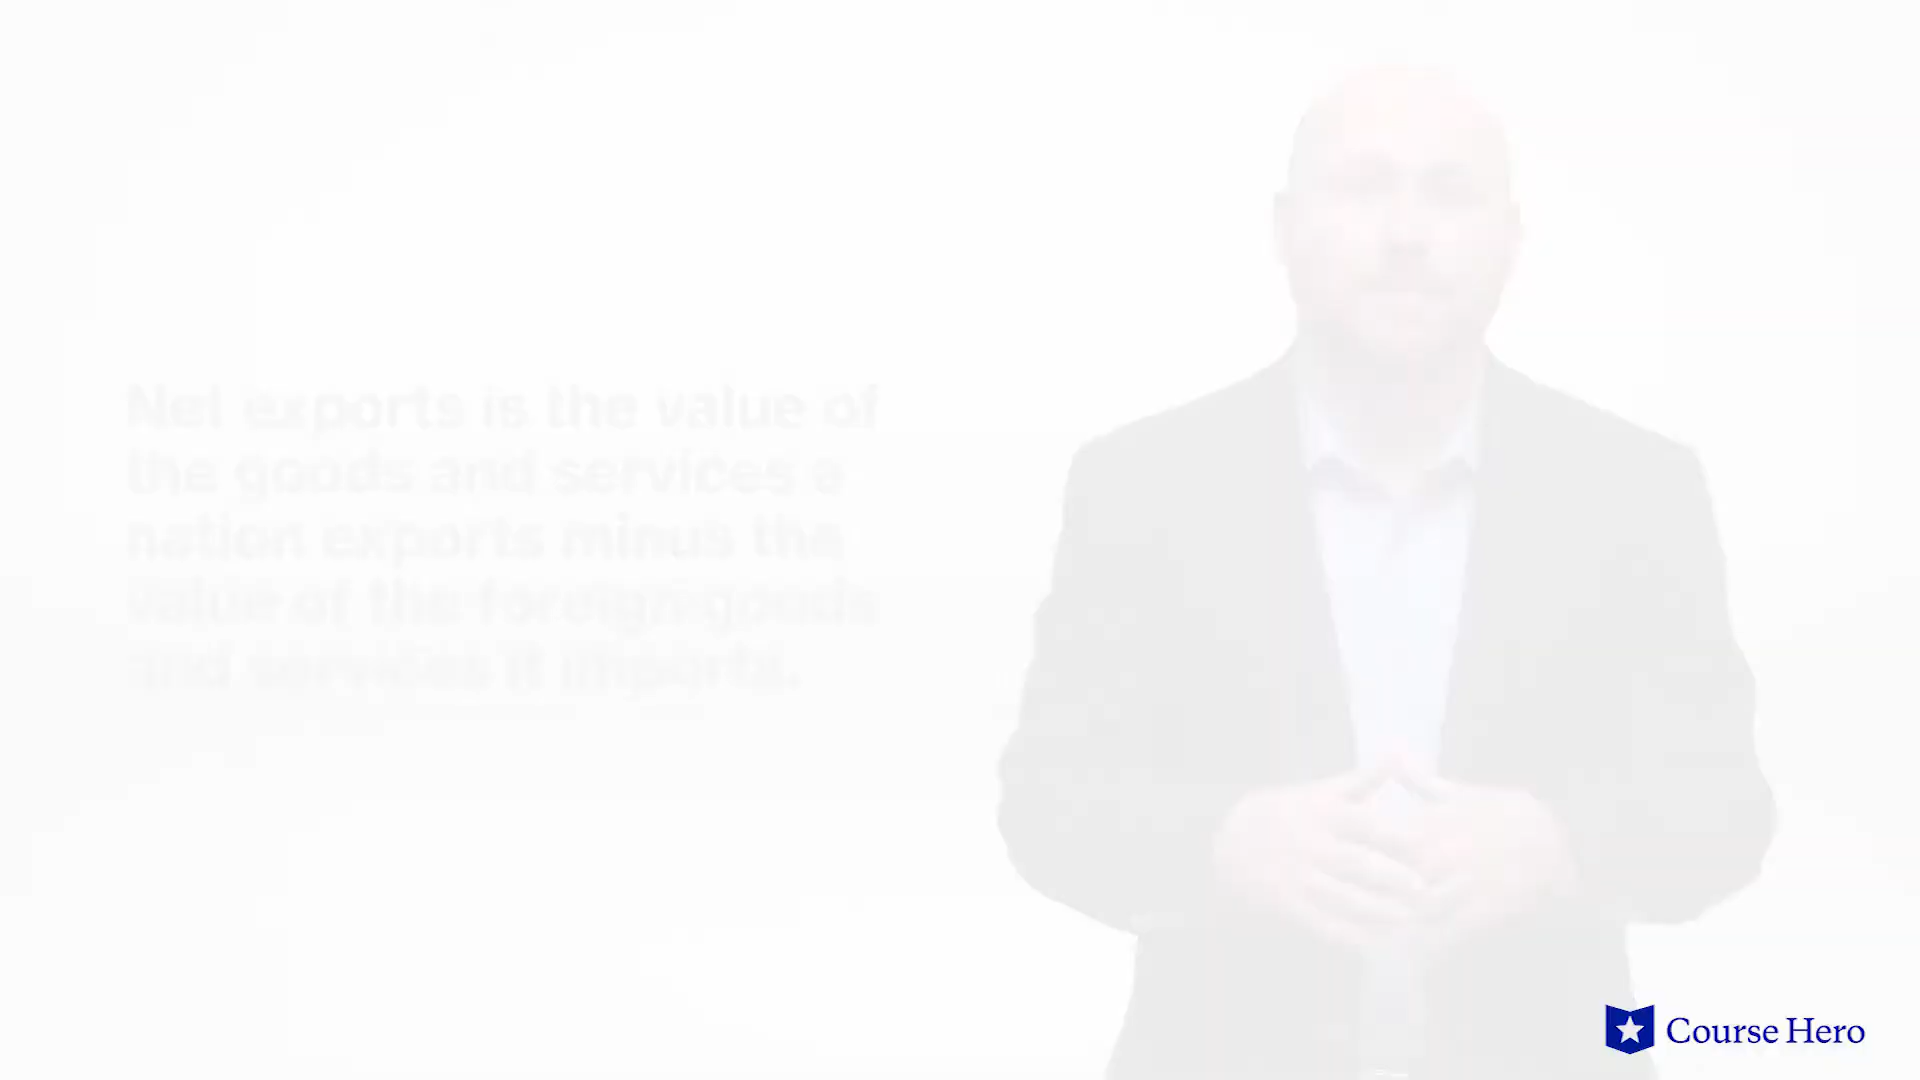 Net exports is the value of
the goods and services a
nation exports minus the
value of the foreign goods
and services it imports.
Course Hero